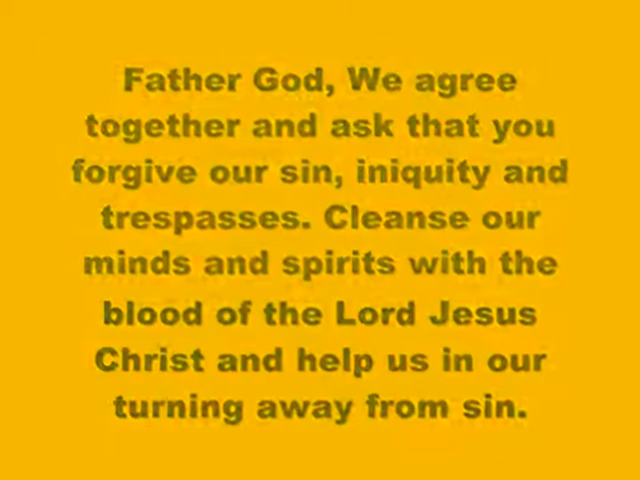 Father God, We agree
together and ask that you
forgive our sin, iniquity and
trespasses. Cleanse our
minds and spirits with the
blood of the Lord Jesus
Christ and help us in our
turning away from sin.